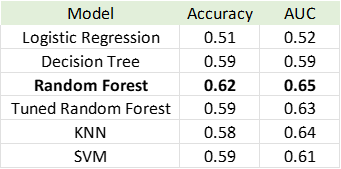 Model Accuracy AUC
Logistic Regression 0.51 0.52
Decision Tree 0.59 0.59
Random Forest 0.62 0.65
Tuned Random Forest 0.59 0.63
KNN 0.58 0.64
SVM 0.59 0.61